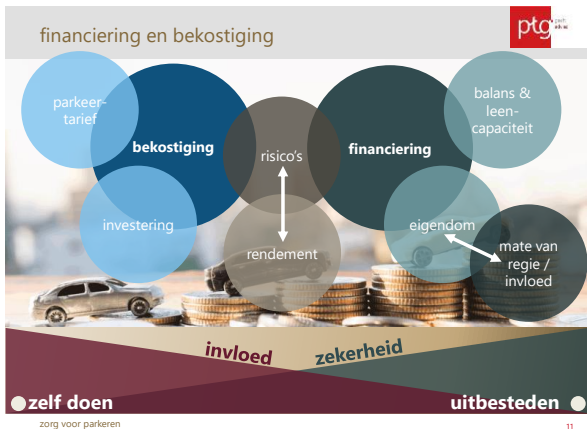 financiering en bekostiging
ptg
parkeer-
tarief
bekostiging
investering
risico's
rendement
financiering
balans &
leen-
capaciteit
eigendom
mate van
regie /
invloed
invloed
zekerheid
zelf doen
uitbesteden
zorg voor parkeren
11